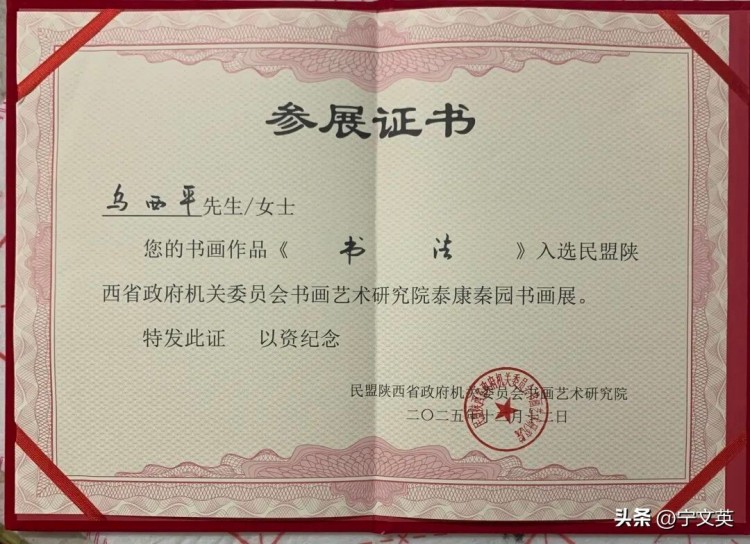 参展证书
乌西平先生/女士
您的书画作品《 书 法 》入选民盟陕
西省政府机关委员会书画艺术研究院泰康秦园书画展。
特发此证 以资纪念
民盟陕西省政府机关委员会书画艺术研究院
二〇二五年十二月十二日
头条 @宁文英